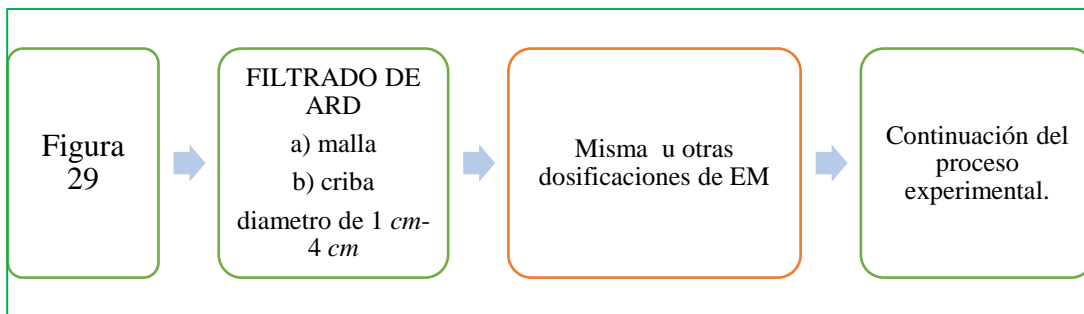 Figura
29
FILTRADO DE
ARD
a) malla
b) criba
diametro de 1 cm-
4 cm
Misma u otras
dosificaciones de EM
Continuación del
proceso
experimental.